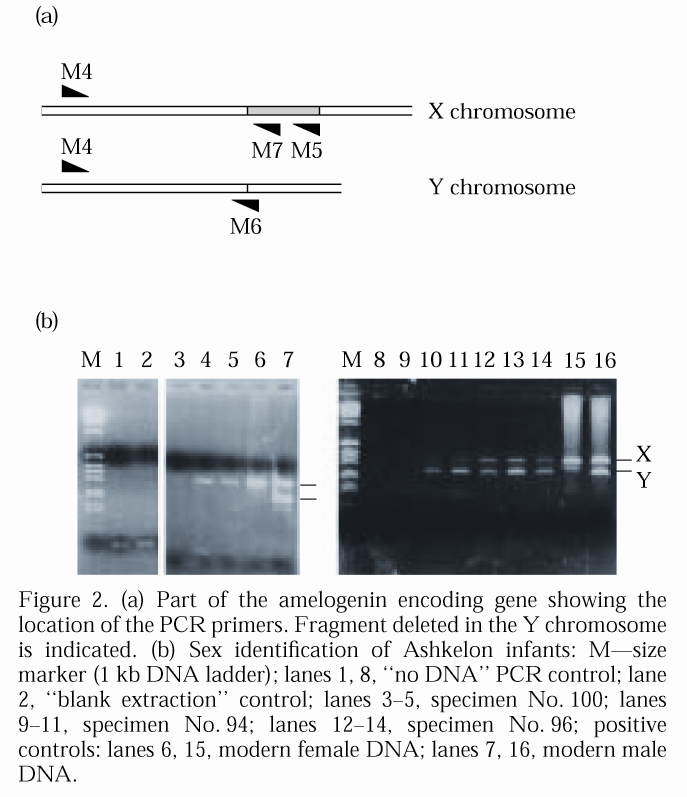 (a)
M4
X chromosome
M7 M5
M4
Y chromosome
M6
(b)
M 1 2 3 4 5 6 7 M 8 9 10 11 12 13 14 15 16
X
Y
Figure 2. (a) Part of the amelogenin encoding gene showing the
location of the PCR primers. Fragment deleted in the Y chromosome
is indicated. (b) Sex identification of Ashkelon infants: M—size
marker (1 kb DNA ladder); lanes 1, 8, “no DNA” PCR control; lane
2, “blank extraction” control; lanes 3–5, specimen No. 100; lanes
9–11, specimen No. 94; lanes 12–14, specimen No. 96; positive
controls: lanes 6, 15, modern female DNA; lanes 7, 16, modern male
DNA.